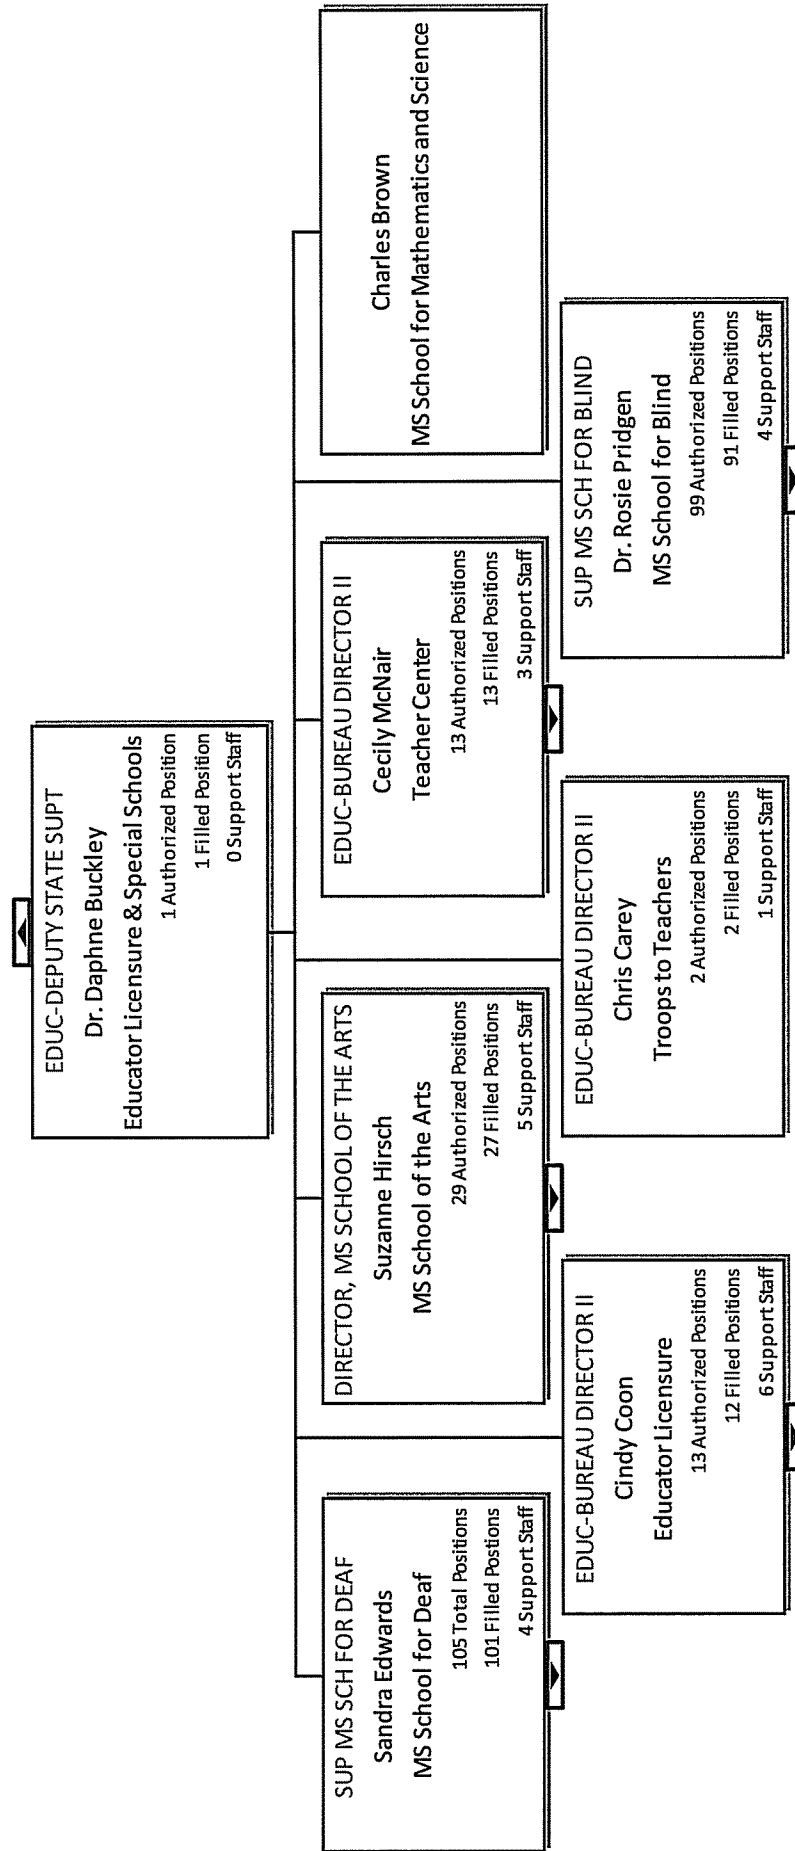 EDUC-DEPUTY STATE SUPT
Dr. Daphne Buckley
Educator Licensure & Special Schools
1 Authorized Position
1 Filled Position
0 Support Staff
SUP MS SCH FOR DEAF
Sandra Edwards
MS School for Deaf
105 Total Positions
101 Filled Postions
4 Support Staff
DIRECTOR, MS SCHOOL OF THE ARTS
Suzanne Hirsch
MS School of the Arts
29 Authorized Positions
27 Filled Positions
5 Support Staff
EDUC-BUREAU DIRECTOR II
Cecily McNair
Teacher Center
13 Authorized Positions
13 Filled Positions
3 Support Staff
Charles Brown
MS School for Mathematics and Science
EDUC-BUREAU DIRECTOR II
Cindy Coon
Educator Licensure
13 Authorized Positions
12 Filled Positions
6 Support Staff
EDUC-BUREAU DIRECTOR II
Chris Carey
Troops to Teachers
2 Authorized Positions
2 Filled Positions
1 Support Staff
SUP MS SCH FOR BLIND
Dr. Rosie Pridgen
MS School for Blind
99 Authorized Positions
91 Filled Positions
4 Support Staff